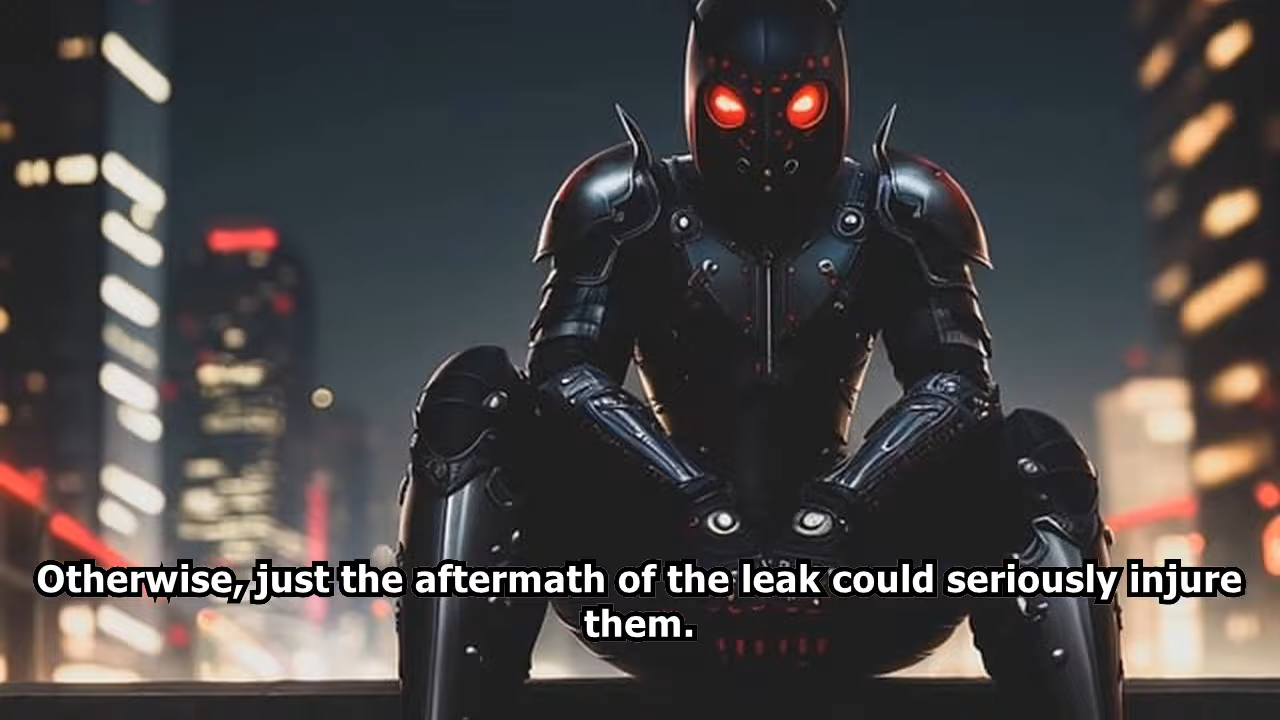 Otherwise, just the aftermath of the leak could seriously injure
them.